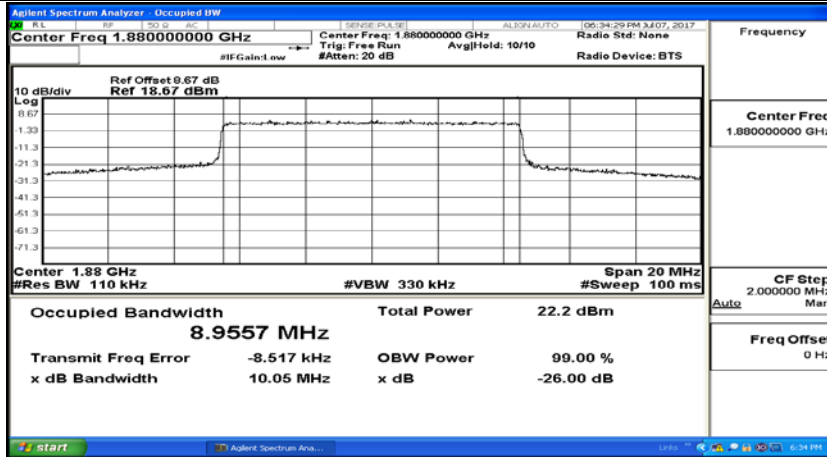 Agilent Spectrum Analyzer - Occupied BW
RL RF 50 Ω AC SENSE:PULSE ALIGNAUTO 06:34:29 PM Jul 07, 2017
Center Freq 1.880000000 GHz Center Freq: 1.880000000 GHz Radio Std: None Frequency
Trig: Free Run Avg|Hold: 10/10
#IFGain:Low #Atten: 20 dB Radio Device: BTS
Ref Offset 8.67 dB
10 dB/div Ref 18.67 dBm
Log
8.67
-1.33
-11.3
-21.3
-31.3
-41.3
-51.3
-61.3
-71.3
Center Freq
1.880000000 GHz
Center 1.88 GHz Span 20 MHz
#Res BW 110 kHz #VBW 330 kHz #Sweep 100 ms
CF Step
2.000000 MHz
Auto Man
Occupied Bandwidth Total Power 22.2 dBm
8.9557 MHz
Transmit Freq Error -8.517 kHz OBW Power 99.00 %
x dB Bandwidth 10.05 MHz x dB -26.00 dB
Freq Offset
0 Hz
start Agilent Spectrum Ana... Links 6:34 PM